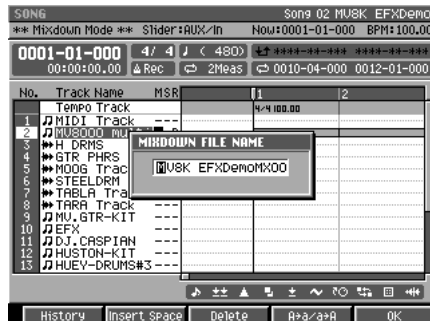 SONG Song 02 MV8K EFXDemo
** Mixdown Mode ** Slider:AUX/In Now:0001-01-000 BPM:100.00
0001-01-000 4/ 4 ♩ ( 480) ****-**-*** ****-**-***
00:00:00.00 Rec 2Meas 0010-04-000 0012-01-000
No. Track Name MSR 1 2
Tempo Track 4/4 100.00
1 MIDI Track ---
2 MV8000
3 H DRMS
4 GTR PHRS
5 MOOG Trac
6 STEELDRM
7 TABLA Tra
8 TARA Track ---
9 MV.GTR-KIT ---
10 EFX ---
11 DJ.CASPIAN ---
12 HUSTON-KIT ---
13 HUEY-DRUMS#3 ---
MIXDOWN FILE NAME
MV8K EFXDemoMX00
History Insert Space Delete A→a/a→A OK